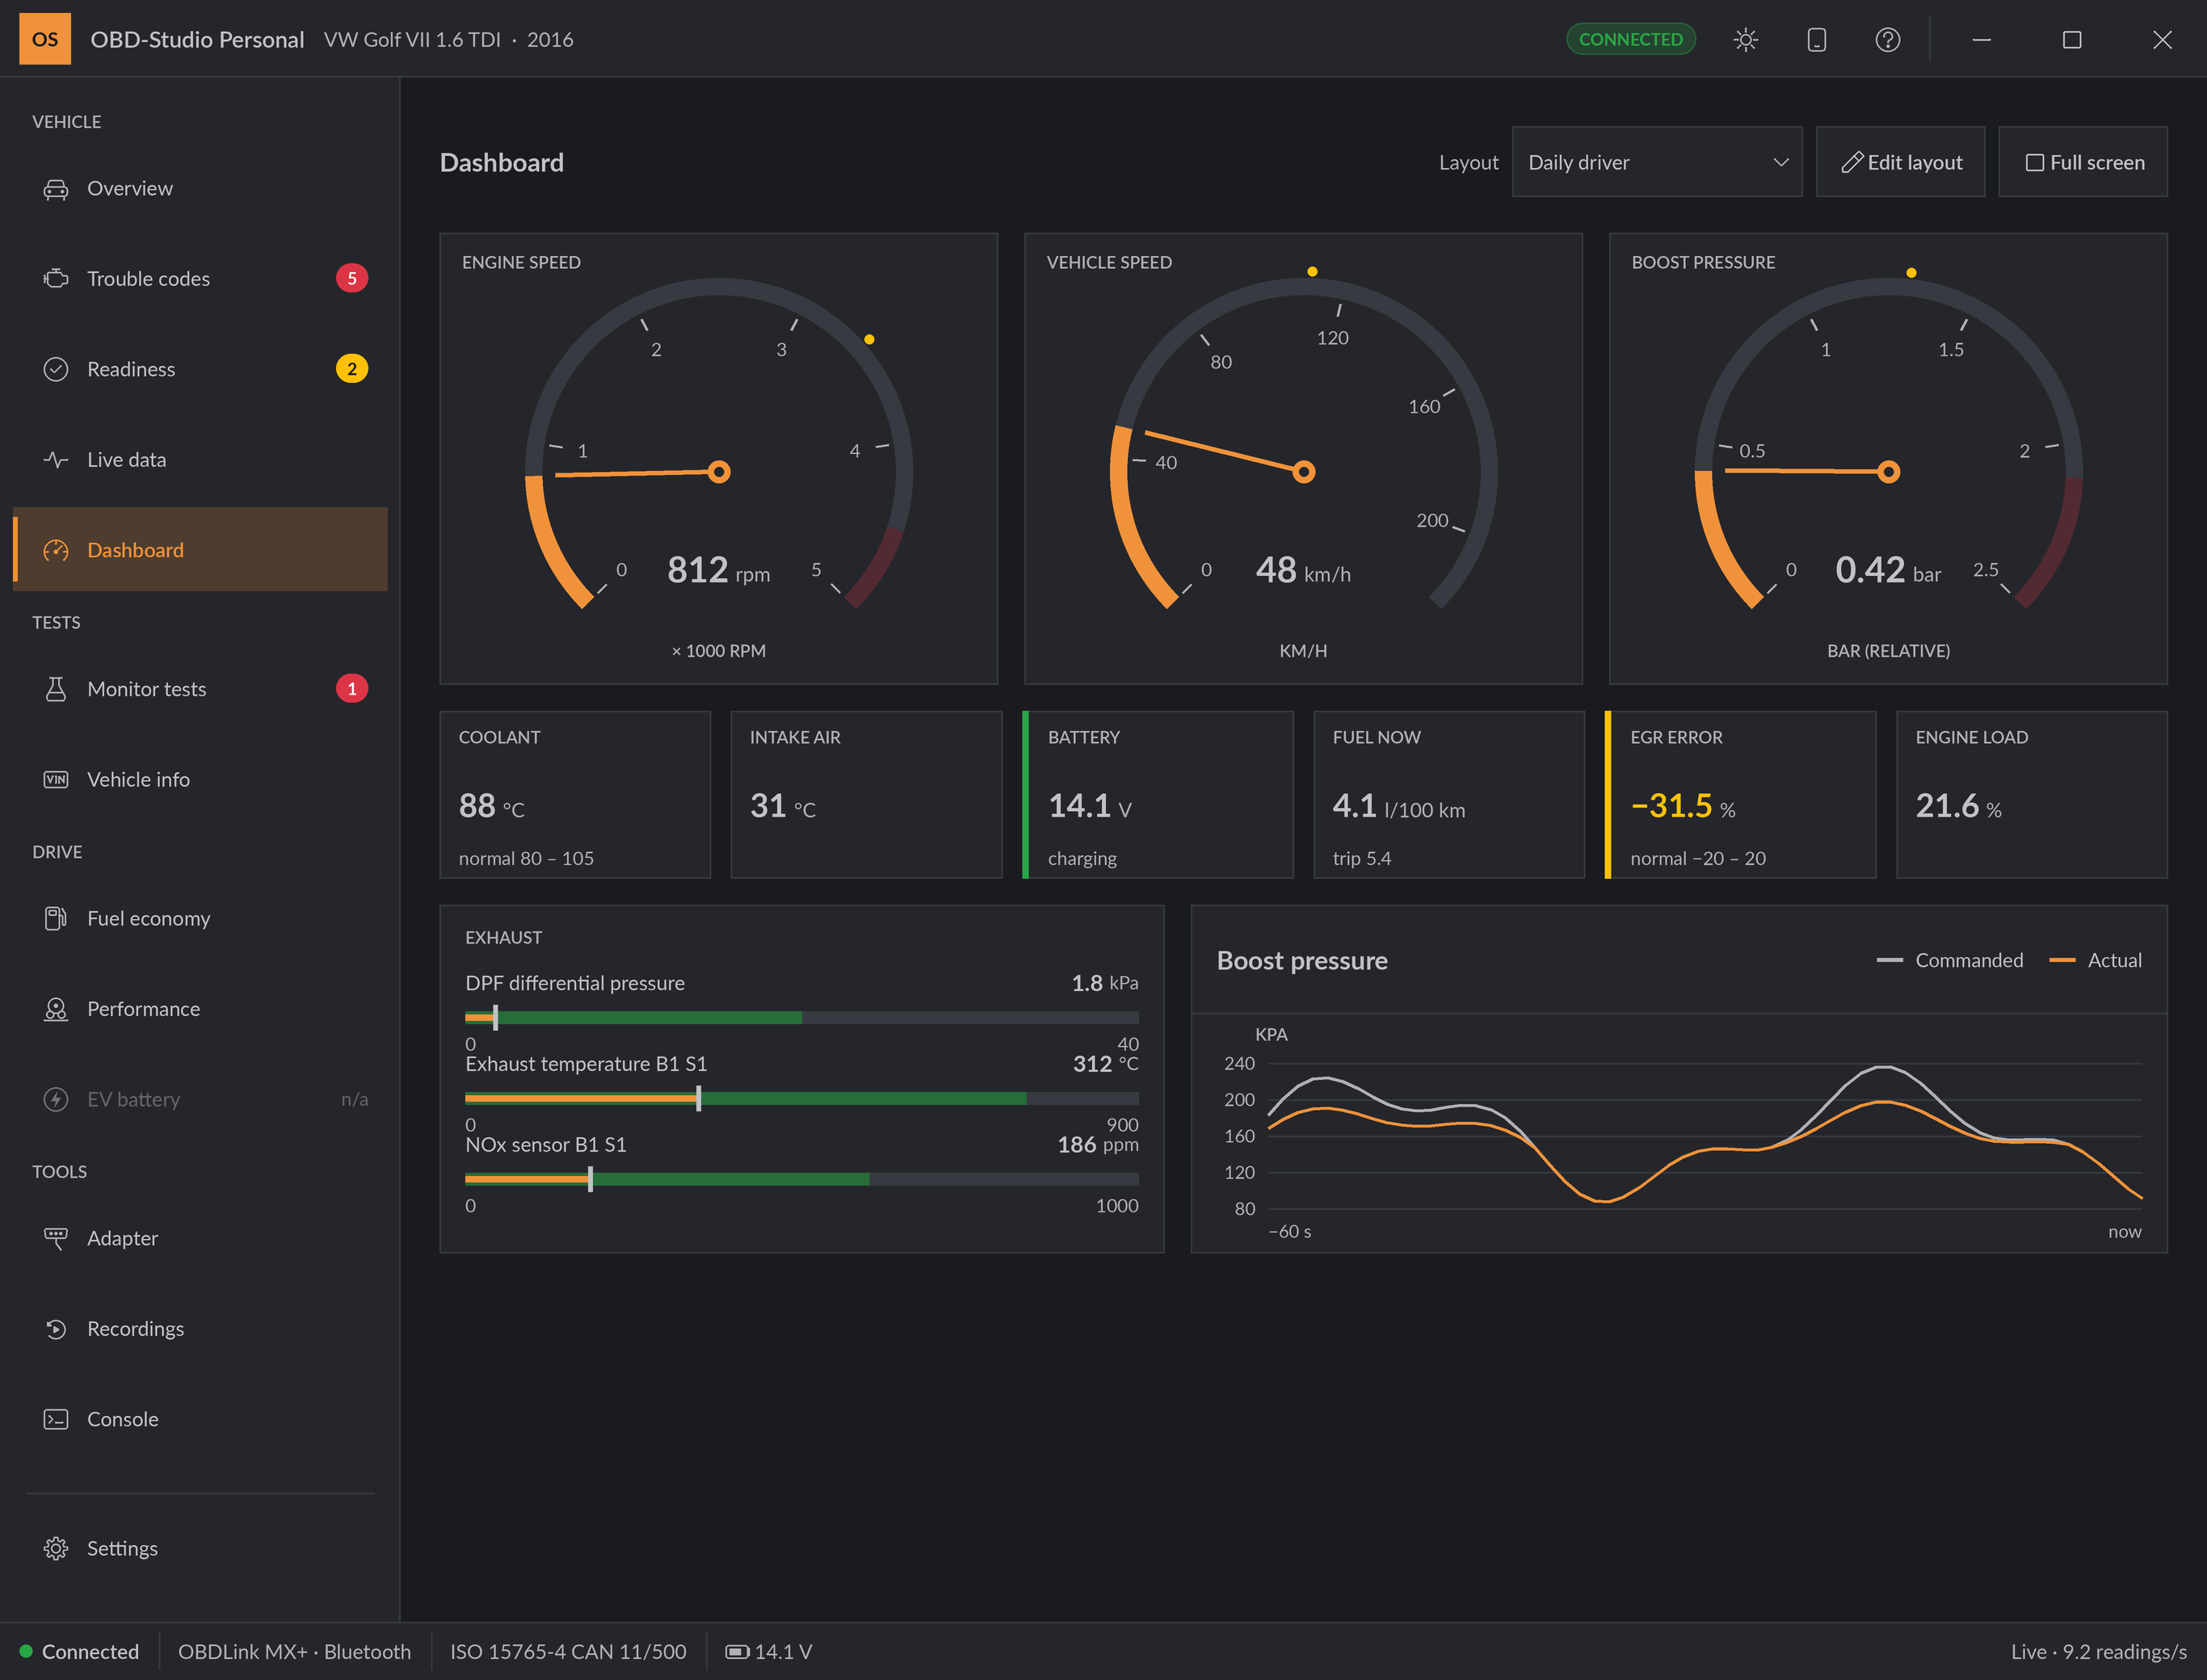 OS OBD-Studio Personal VW Golf VII 1.6 TDI · 2016 CONNECTED
VEHICLE
Overview
Trouble codes 5
Readiness 2
Live data
Dashboard
TESTS
Monitor tests 1
VIN Vehicle info
DRIVE
Fuel economy
Performance
EV battery n/a
TOOLS
Adapter
Recordings
Console
Settings
Dashboard Layout Daily driver Edit layout Full screen
ENGINE SPEED
0 1 2 3 4 5
812 rpm
× 1000 RPM
VEHICLE SPEED
0 40 80 120 160 200
48 km/h
KM/H
BOOST PRESSURE
0 0.5 1 1.5 2 2.5
0.42 bar
BAR (RELATIVE)
COOLANT
88 °C
normal 80 – 105
INTAKE AIR
31 °C
BATTERY
14.1 V
charging
FUEL NOW
4.1 l/100 km
trip 5.4
EGR ERROR
−31.5 %
normal −20 – 20
ENGINE LOAD
21.6 %
EXHAUST
DPF differential pressure 1.8 kPa
0 40
Exhaust temperature B1 S1 312 °C
0 900
NOx sensor B1 S1 186 ppm
0 1000
Boost pressure Commanded Actual
KPA
240
200
160
120
80
−60 s now
Connected OBDLink MX+ · Bluetooth ISO 15765-4 CAN 11/500 14.1 V Live · 9.2 readings/s